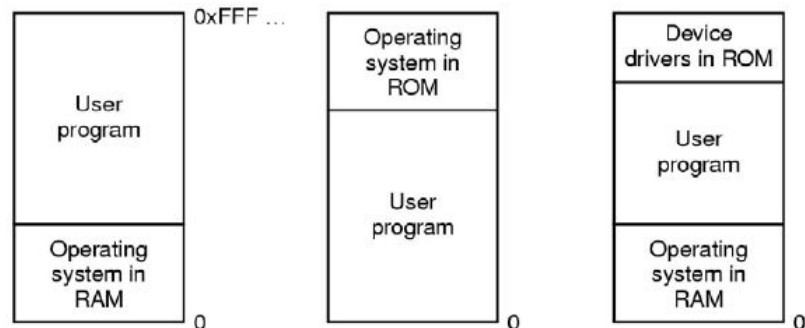 0xFFF ...
User
program
Operating
system in
RAM
0
Operating
system in
ROM
User
program
0
Device
drivers in ROM
User
program
Operating
system in
RAM
0